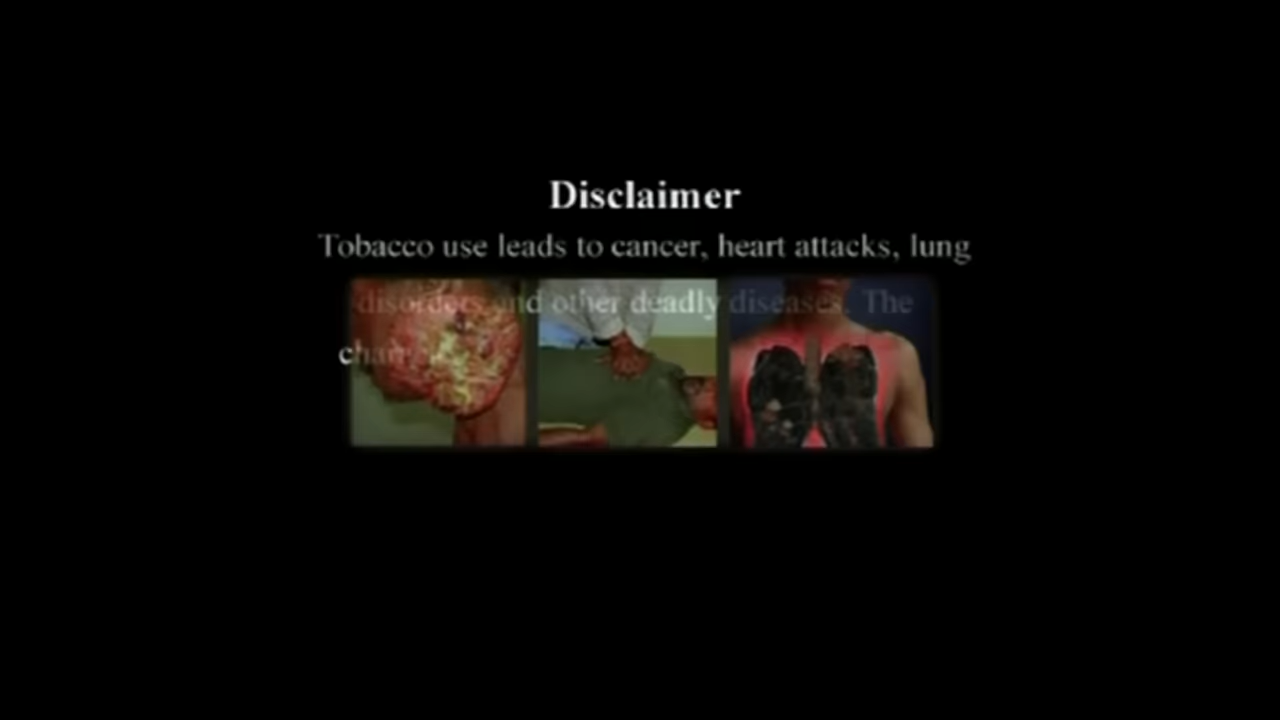 Disclaimer
Tobacco use leads to cancer, heart attacks, lung
disorders and other deadly diseases. The